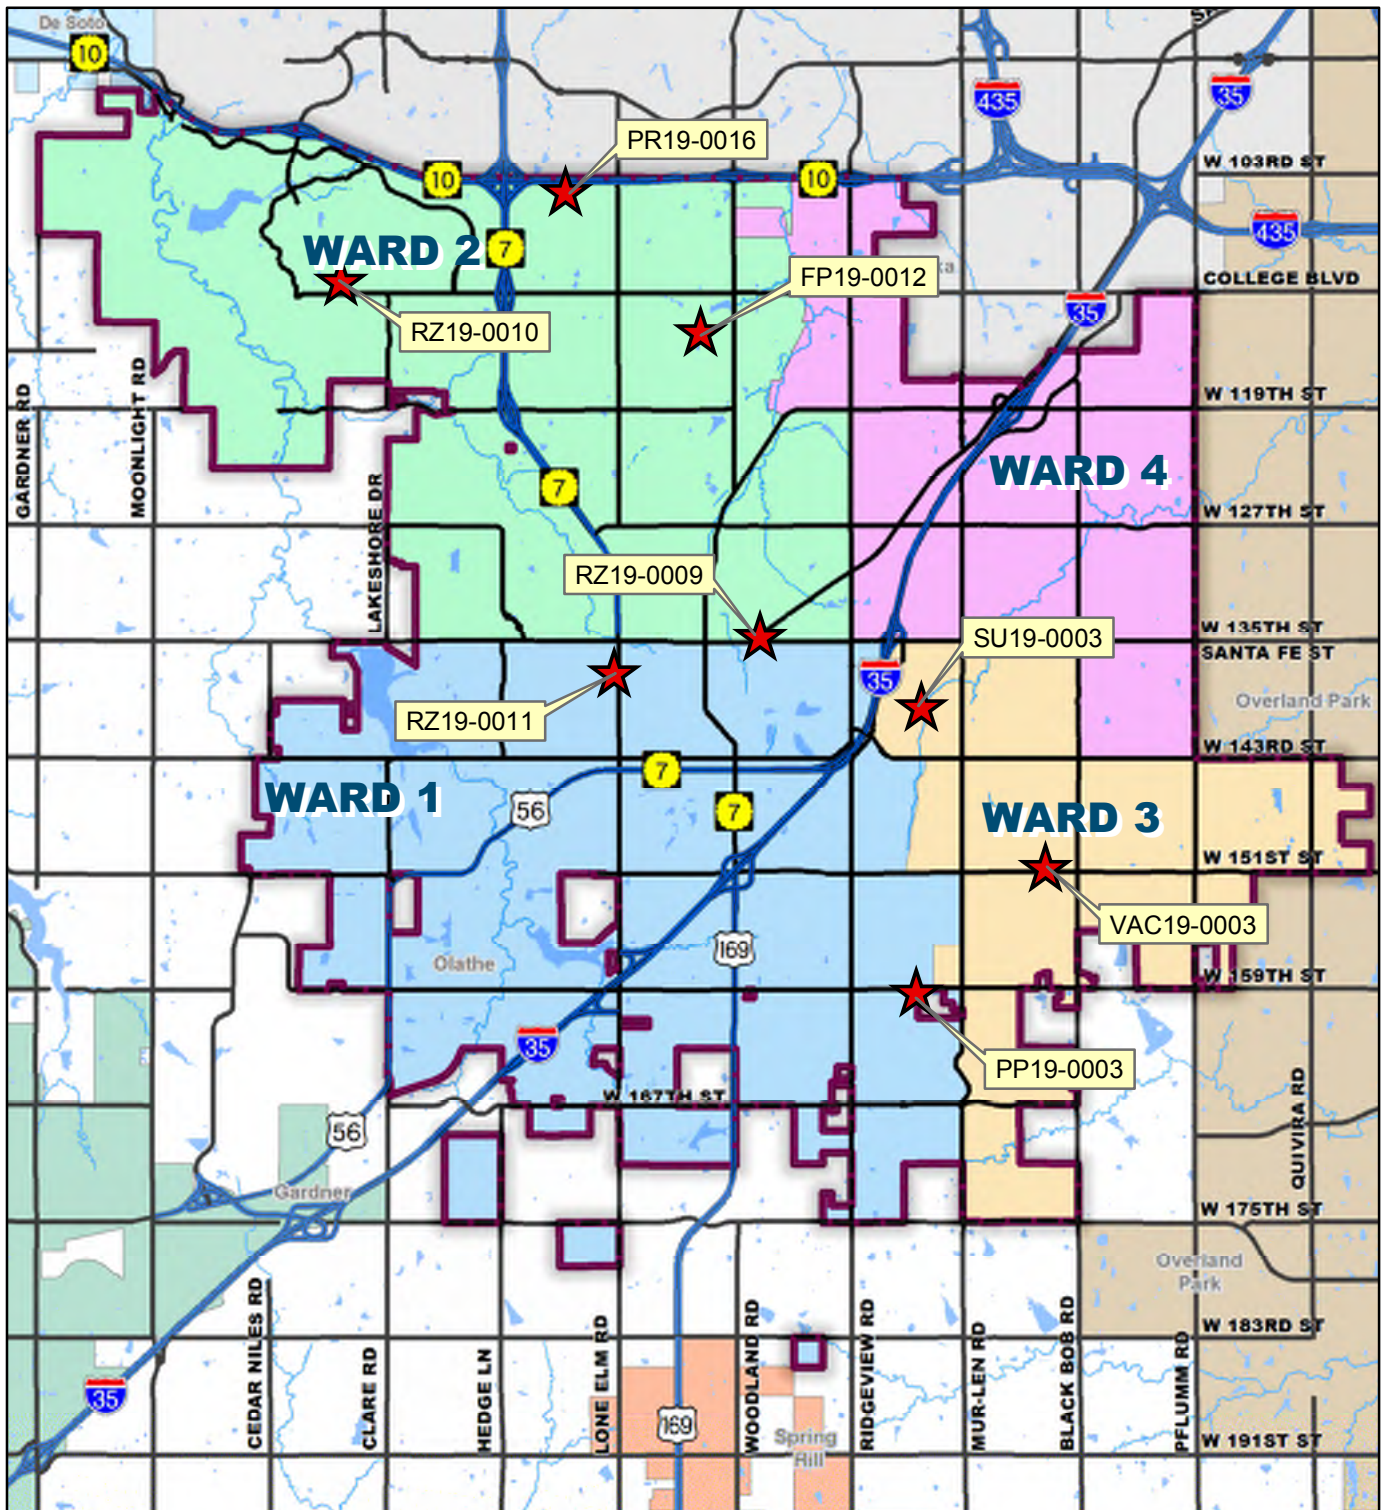 De Soto
10
435
35
PR19-0016
W 103RD ST
10
10
WARD 2
7
435
FP19-0012
COLLEGE BLVD
RZ19-0010
35
GARDNER RD
MOONLIGHT RD
W 119TH ST
LAKESHORE DR
WARD 4
7
W 127TH ST
RZ19-0009
SU19-0003
W 135TH ST
SANTA FE ST
35
RZ19-0011
Overland Park
W 143RD ST
7
WARD 1
56
7
WARD 3
W 151ST ST
VAC19-0003
169
Olathe
W 159TH ST
35
PP19-0003
W 167TH ST
QUIVIRA RD
56
Gardner
W 175TH ST
Overland
Park
CEDAR NILES RD
CLARE RD
HEDGE LN
LONE ELM RD
WOODLAND RD
RIDGEVIEW RD
MUR-LEN RD
BLACK BOB RD
PFLUMM RD
W 183RD ST
35
169
Spring
Hill
W 191ST ST